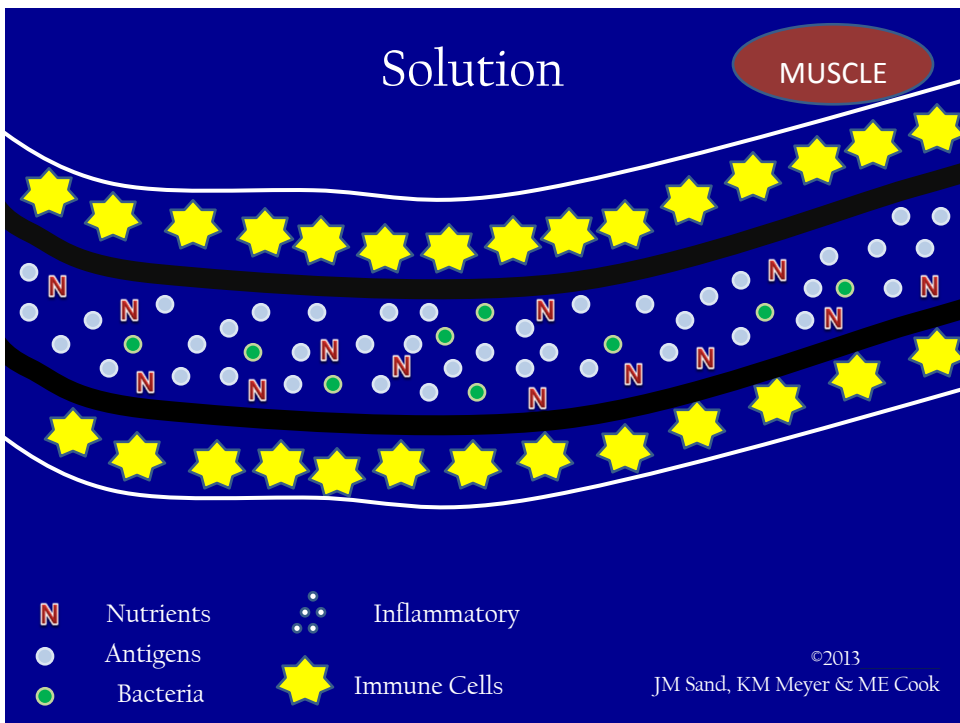 Solution
MUSCLE
N
N
N
N
N
N
N
N
N
N
N
N
N
N
N Nutrients
Inflammatory
Antigens
Bacteria
Immune Cells
©2013
JM Sand, KM Meyer & ME Cook